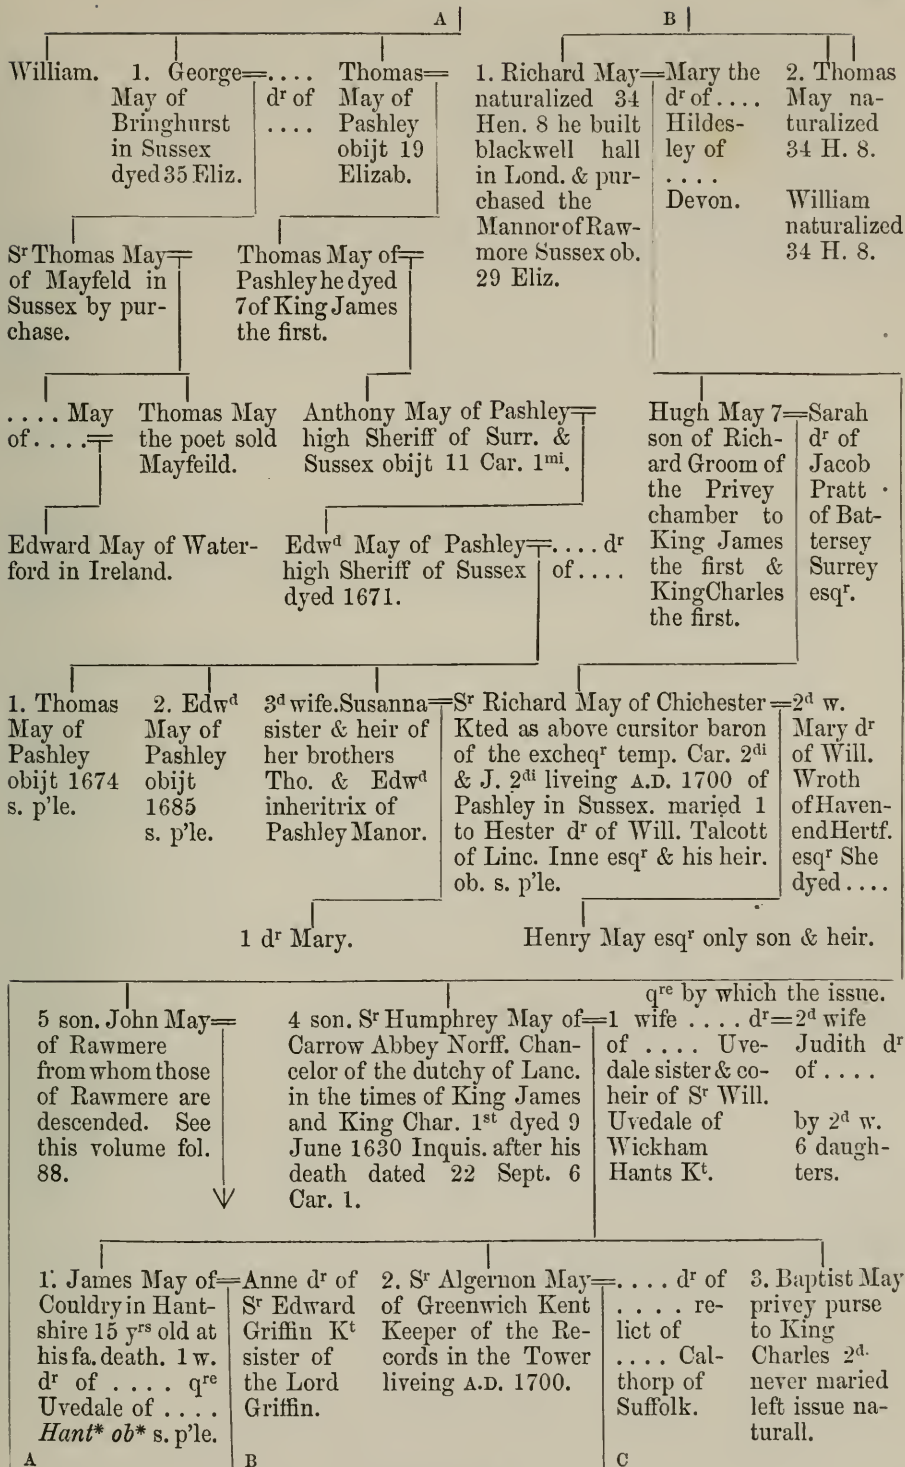 A B
William.
1. George=....
May of dr of
Bringhurst ....
in Sussex
dyed 35 Eliz.
Thomas=
May of
Pashley
obijt 19
Elizab.
1. Richard May=Mary the
naturalized 34 dr of....
Hen. 8 he built Hildes-
blackwell hall ley of
in Lond. & pur- ....
chased the Devon.
Mannor of Raw-
more Sussex ob.
29 Eliz.
2. Thomas
May na-
turalized
34 H. 8.
William
naturalized
34 H. 8.
Sr Thomas May=
of Mayfeld in
Sussex by pur-
chase.
Thomas May of=
Pashley he dyed
7 of King James
the first.
.... May
of....=
Thomas May
the poet sold
Mayfeild.
Anthony May of Pashley=
high Sheriff of Surr. &
Sussex obijt 11 Car. 1mi.
Hugh May 7=Sarah
son of Rich- dr of
ard Groom of Jacob
the Privey Pratt
chamber to of Bat-
King James tersey
the first & Surrey
King Charles esqr.
the first.
Edward May of Water-
ford in Ireland.
Edwd May of Pashley=.... dr
high Sheriff of Sussex of....
dyed 1671.
1. Thomas
May of
Pashley
obijt 1674
s. p'le.
2. Edwd
May of
Pashley
obijt
1685
s. p'le.
3d wife. Susanna=
sister & heir of
her brothers
Tho. & Edwd
inheritrix of
Pashley Manor.
Sr Richard May of Chichester=
Kted as above cursitor baron
of the excheqr temp. Car. 2di
& J. 2di liveing A.D. 1700 of
Pashley in Sussex. maried 1
to Hester dr of Will. Talcott
of Linc. Inne esqr & his heir.
ob. s. p'le.
2d w.
Mary dr
of Will.
Wroth
of Haven-
end Hertf.
esqr She
dyed....
1 dr Mary.
Henry May esqr only son & heir.
qre by which the issue.
5 son. John May=
of Rawmere
from whom those
of Rawmere are
descended. See
this volume fol.
88.
4 son. Sr Humphrey May of=
Carrow Abbey Norff. Chan-
celor of the dutchy of Lanc.
in the times of King James
and King Char. 1st dyed 9
June 1630 Inquis. after his
death dated 22 Sept. 6
Car. 1.
1 wife .... dr=
of .... Uve-
dale sister & co-
heir of Sr Will.
Uvedale of
Wickham
Hants Kt.
2d wife
Judith dr
of ....
by 2d w.
6 daugh-
ters.
1. James May of=
Couldry in Hant-
shire 15 yrs old at
his fa. death. 1 w.
dr of .... qre
Uvedale of ....
Hant* ob* s. p'le.
Anne dr of
Sr Edward
Griffin Kt
sister of
the Lord
Griffin.
2. Sr Algernon May=
of Greenwich Kent
Keeper of the Re-
cords in the Tower
liveing A.D. 1700.
.... dr of
.... re-
lict of
.... Cal-
thorp of
Suffolk.
3. Baptist May
privey purse
to King
Charles 2d.
never maried
left issue na-
turall.
A B C